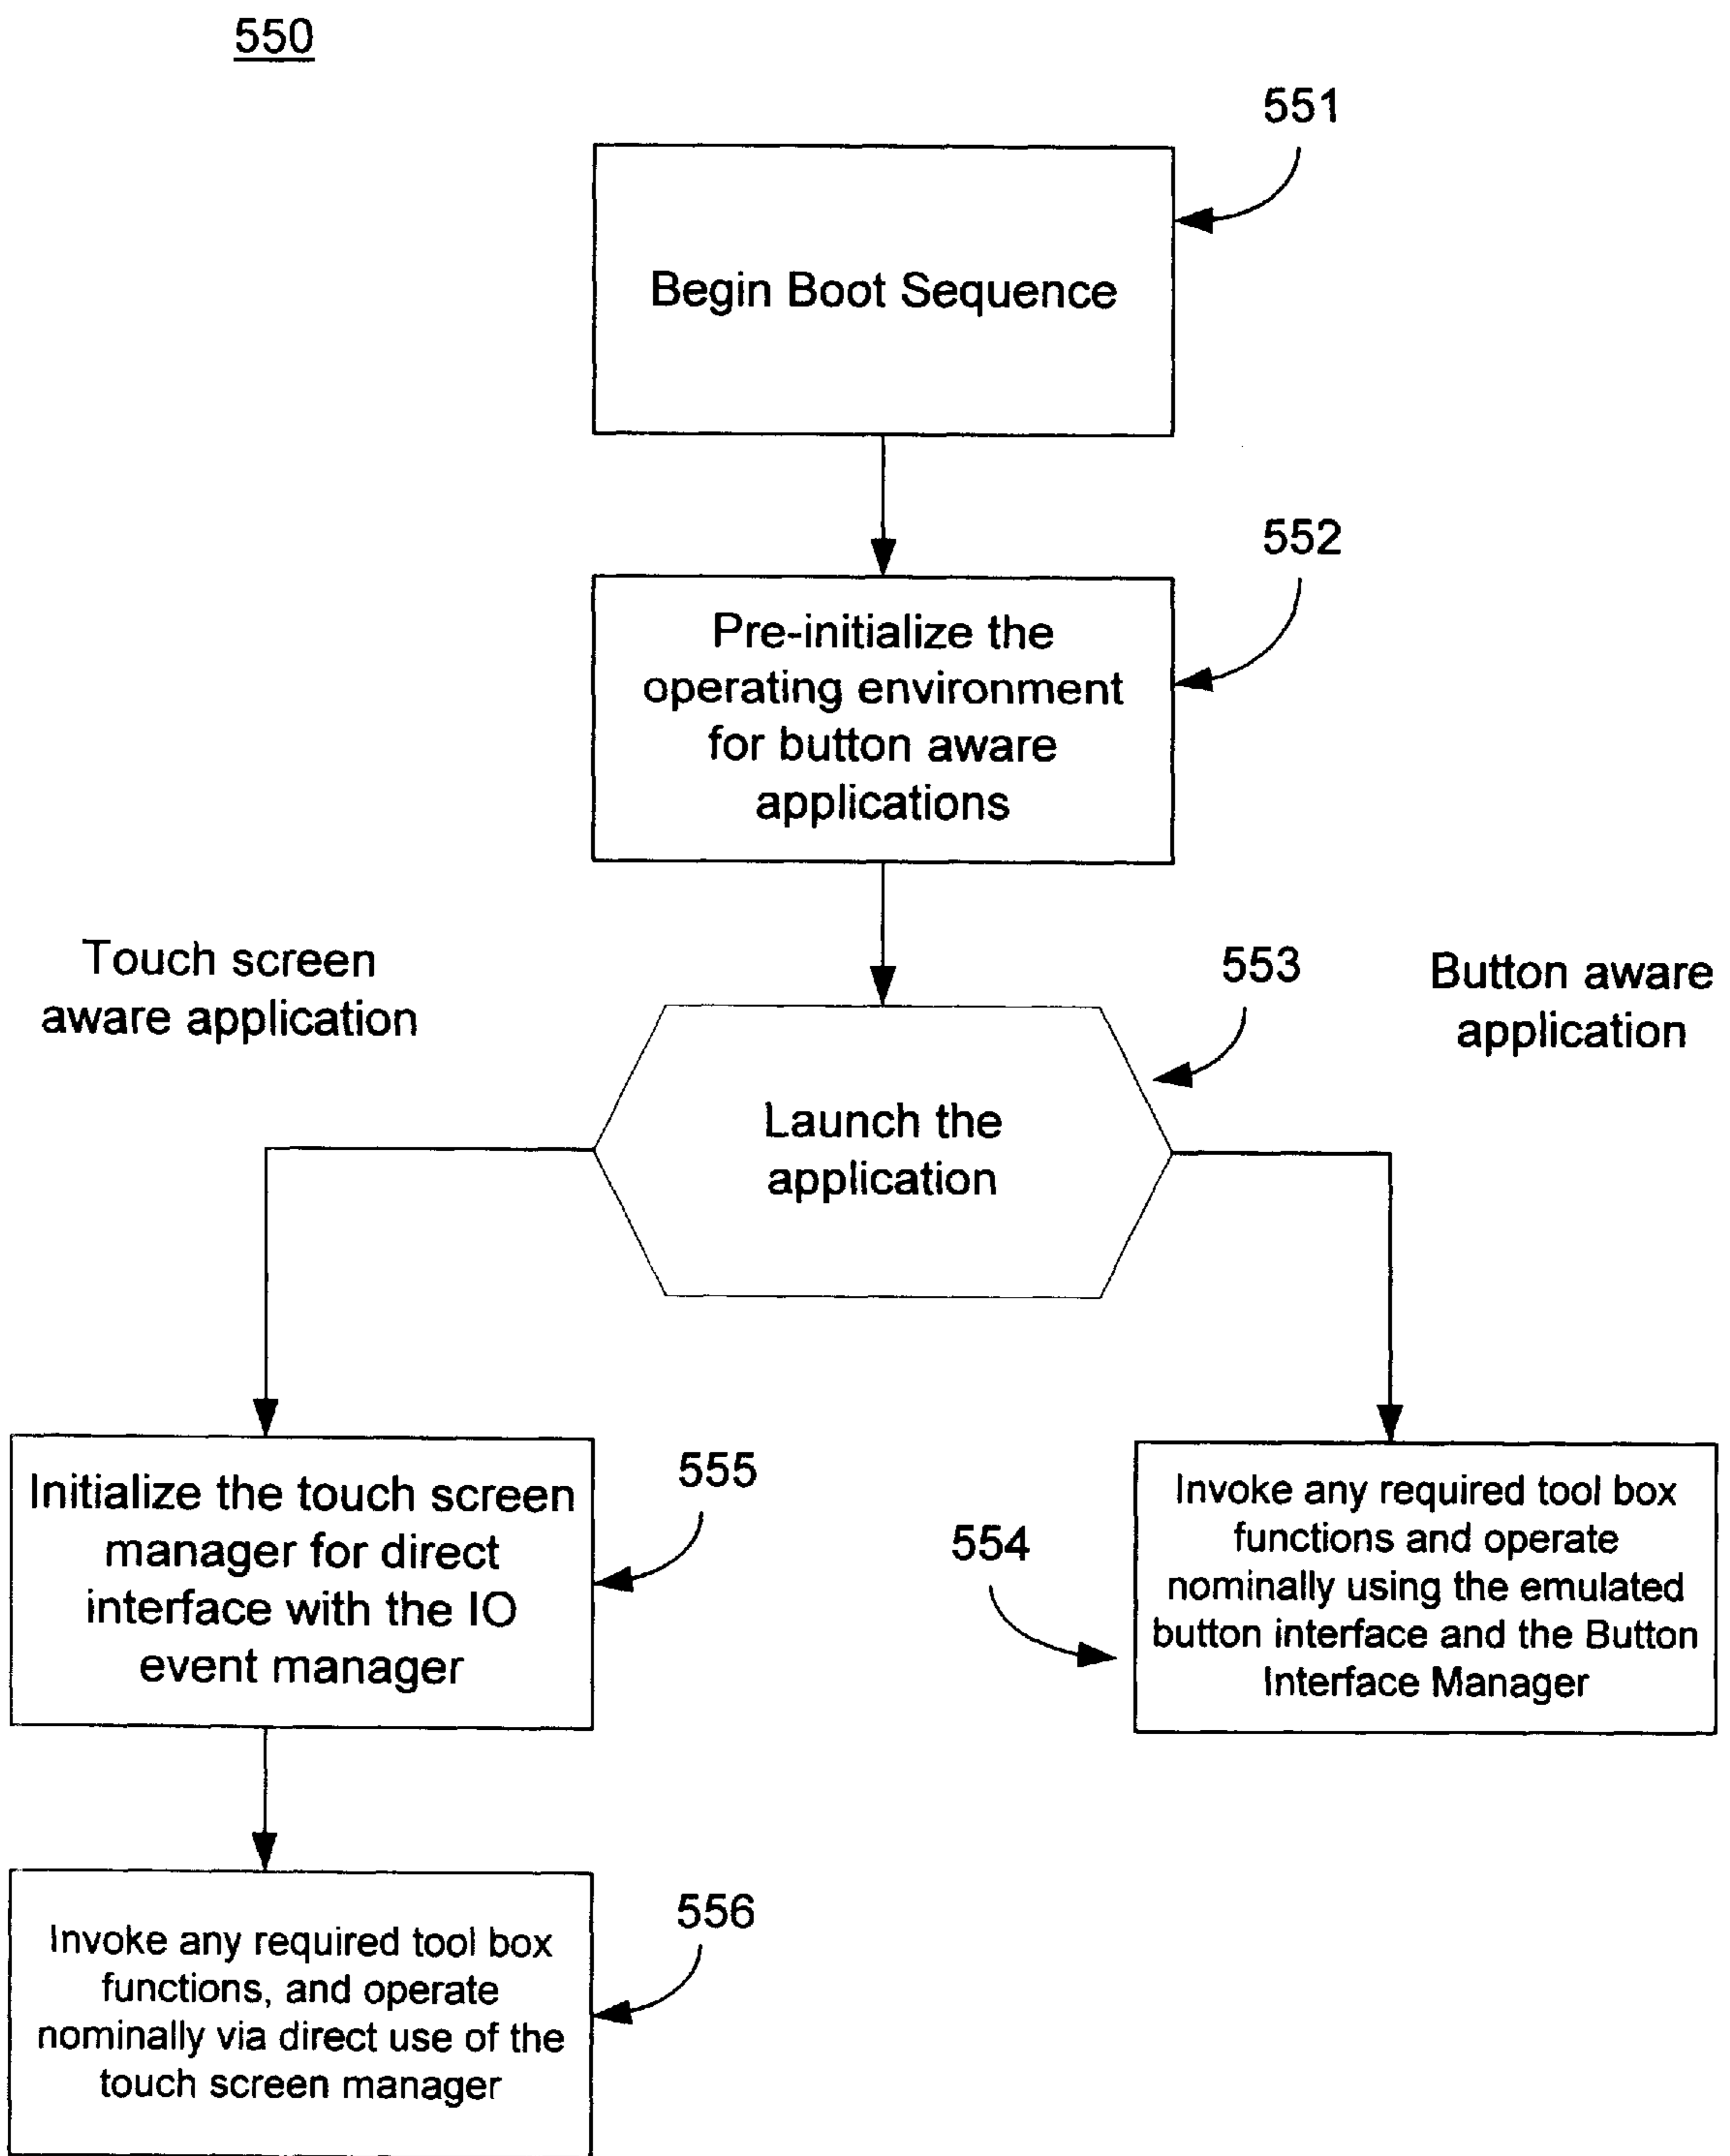 550
551
Begin Boot Sequence
552
Pre-initialize the
operating environment
for button aware
applications
Touch screen
aware application
553
Button aware
application
Launch the
application
555
Initialize the touch screen
manager for direct
interface with the IO
event manager
554
Invoke any required tool box
functions and operate
nominally using the emulated
button interface and the Button
Interface Manager
556
Invoke any required tool box
functions, and operate
nominally via direct use of the
touch screen manager